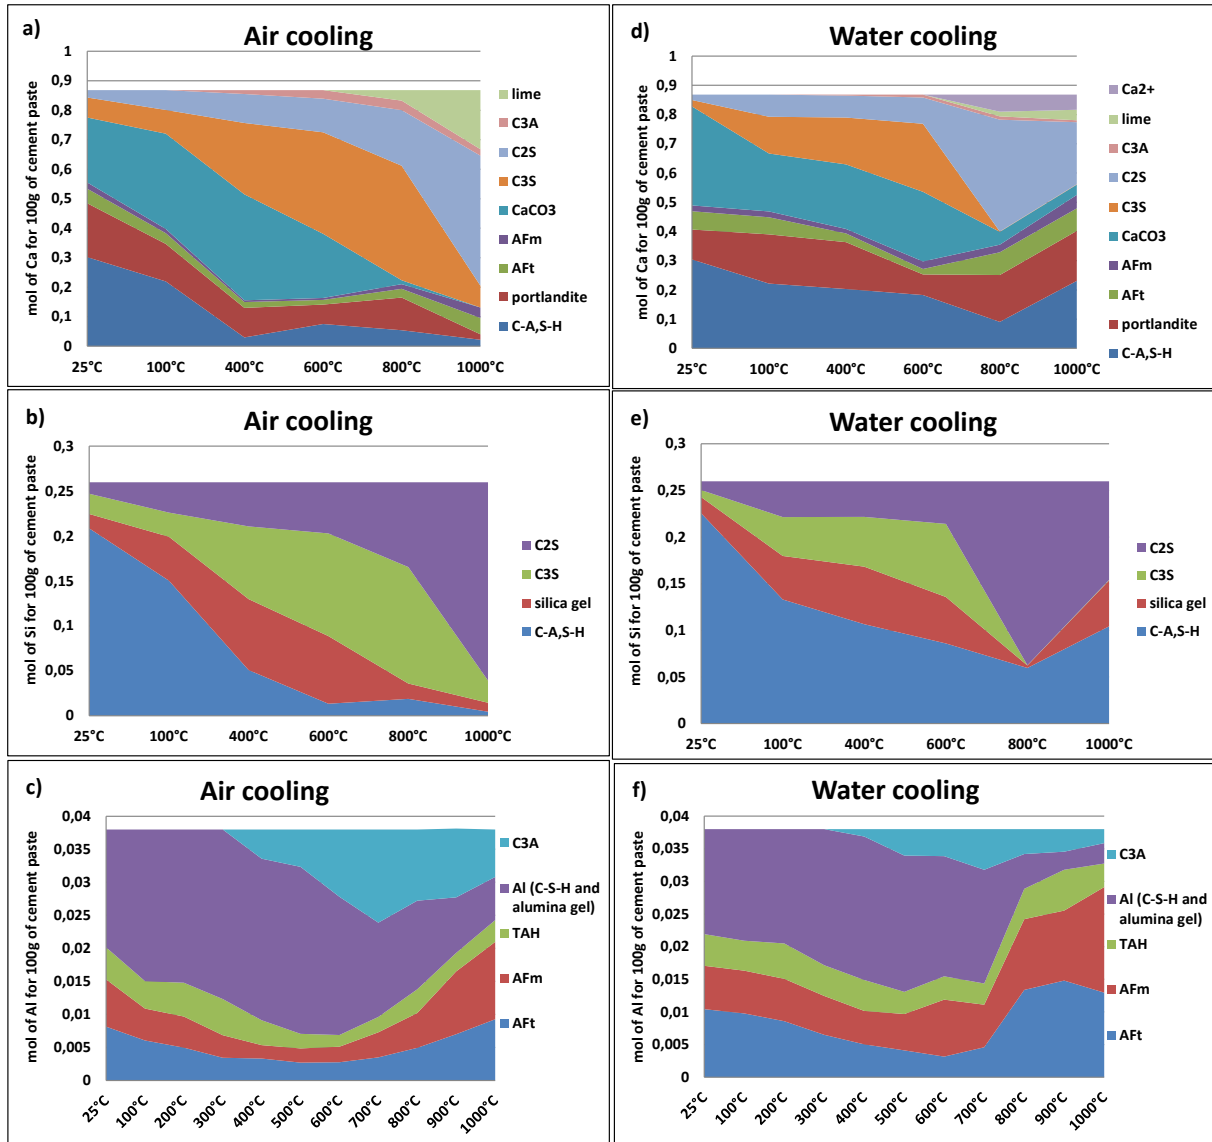 a)
Air cooling
mol of Ca for 100g of cement paste
1
0,9
0,8
0,7
0,6
0,5
0,4
0,3
0,2
0,1
0
25°C 100°C 400°C 600°C 800°C 1000°C
lime
C3A
C2S
C3S
CaCO3
AFm
AFt
portlandite
C-A,S-H
d)
Water cooling
mol of Ca for 100g of cement paste
1
0,9
0,8
0,7
0,6
0,5
0,4
0,3
0,2
0,1
0
25°C 100°C 400°C 600°C 800°C 1000°C
Ca2+
lime
C3A
C2S
C3S
CaCO3
AFm
AFt
portlandite
C-A,S-H
b)
Air cooling
mol of Si for 100g of cement paste
0,3
0,25
0,2
0,15
0,1
0,05
0
25°C 100°C 400°C 600°C 800°C 1000°C
C2S
C3S
silica gel
C-A,S-H
e)
Water cooling
mol of Si for 100g of cement paste
0,3
0,25
0,2
0,15
0,1
0,05
0
25°C 100°C 400°C 600°C 800°C 1000°C
C2S
C3S
silica gel
C-A,S-H
c)
Air cooling
mol of Al for 100g of cement paste
0,04
0,035
0,03
0,025
0,02
0,015
0,01
0,005
0
25°C 100°C 200°C 300°C 400°C 500°C 600°C 700°C 800°C 900°C 1000°C
C3A
Al (C-S-H and
alumina gel)
TAH
AFm
AFt
f)
Water cooling
mol of Al for 100g of cement paste
0,04
0,035
0,03
0,025
0,02
0,015
0,01
0,005
0
25°C 100°C 200°C 300°C 400°C 500°C 600°C 700°C 800°C 900°C 1000°C
C3A
Al (C-S-H and
alumina gel)
TAH
AFm
AFt